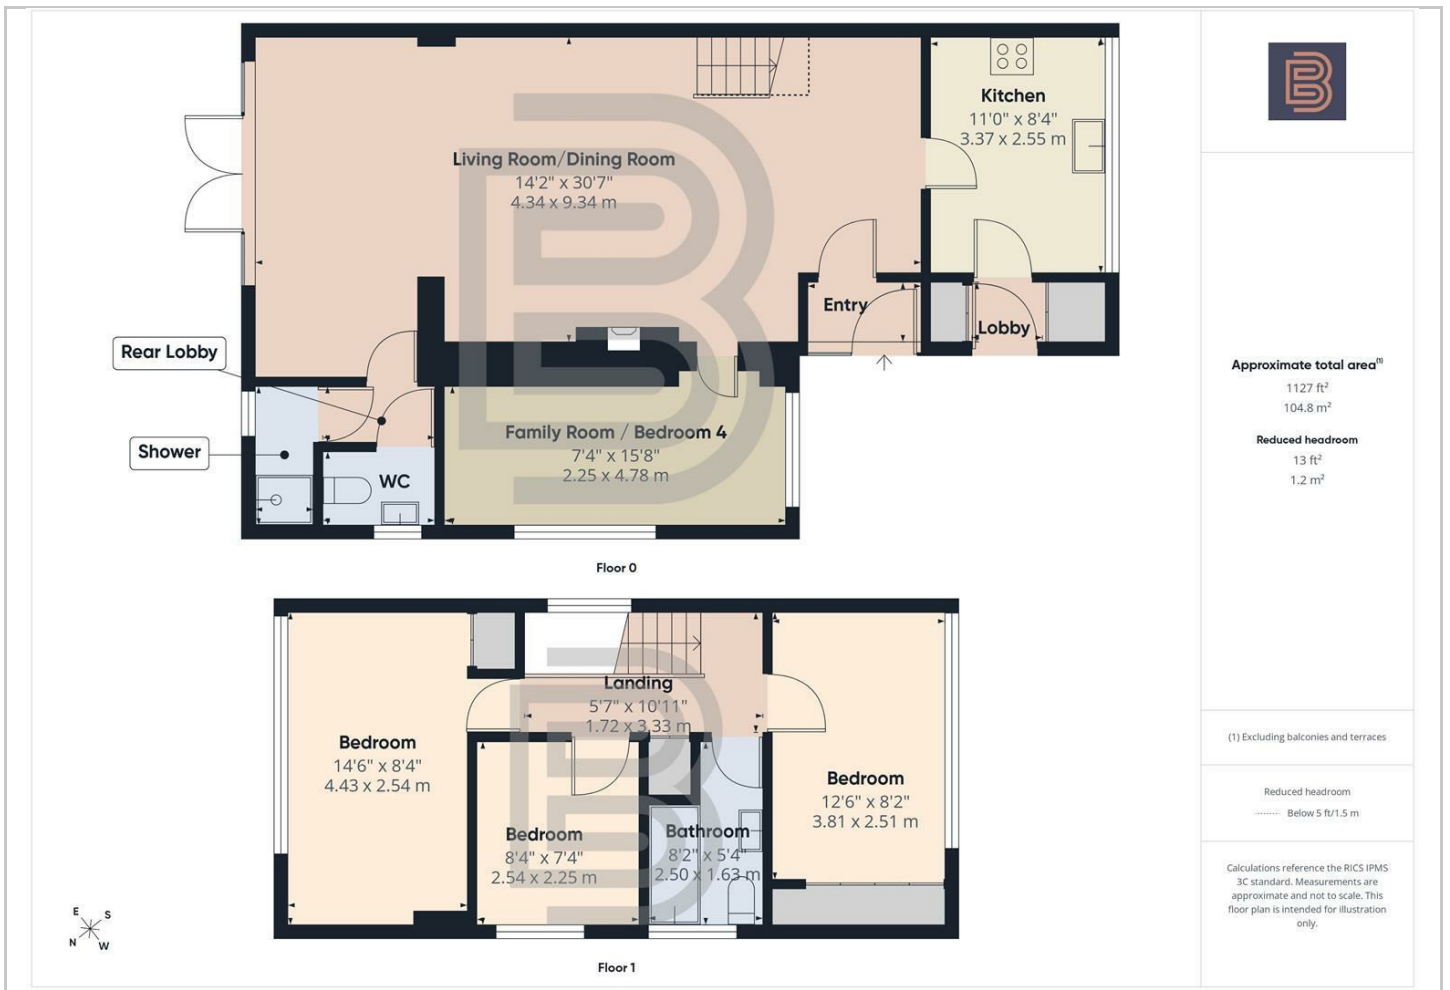 Kitchen
11'0" x 8'4"
3.37 x 2.55 m
Living Room/Dining Room
14'2" x 30'7"
4.34 x 9.34 m
Entry
Lobby
Rear Lobby
Shower
WC
Family Room / Bedroom 4
7'4" x 15'8"
2.25 x 4.78 m
Floor 0
Landing
5'7" x 10'11"
1.72 x 3.33 m
Bedroom
14'6" x 8'4"
4.43 x 2.54 m
Bedroom
8'4" x 7'4"
2.54 x 2.25 m
Bathroom
8'2" x 5'4"
2.50 x 1.63 m
Bedroom
12'6" x 8'2"
3.81 x 2.51 m
Floor 1
E S
N W
B
Approximate total area⁽¹⁾
1127 ft²
104.8 m²
Reduced headroom
13 ft²
1.2 m²
(1) Excluding balconies and terraces
Reduced headroom
Below 5 ft/1.5 m
Calculations reference the RICS IPMS
3C standard. Measurements are
approximate and not to scale. This
floor plan is intended for illustration
only.